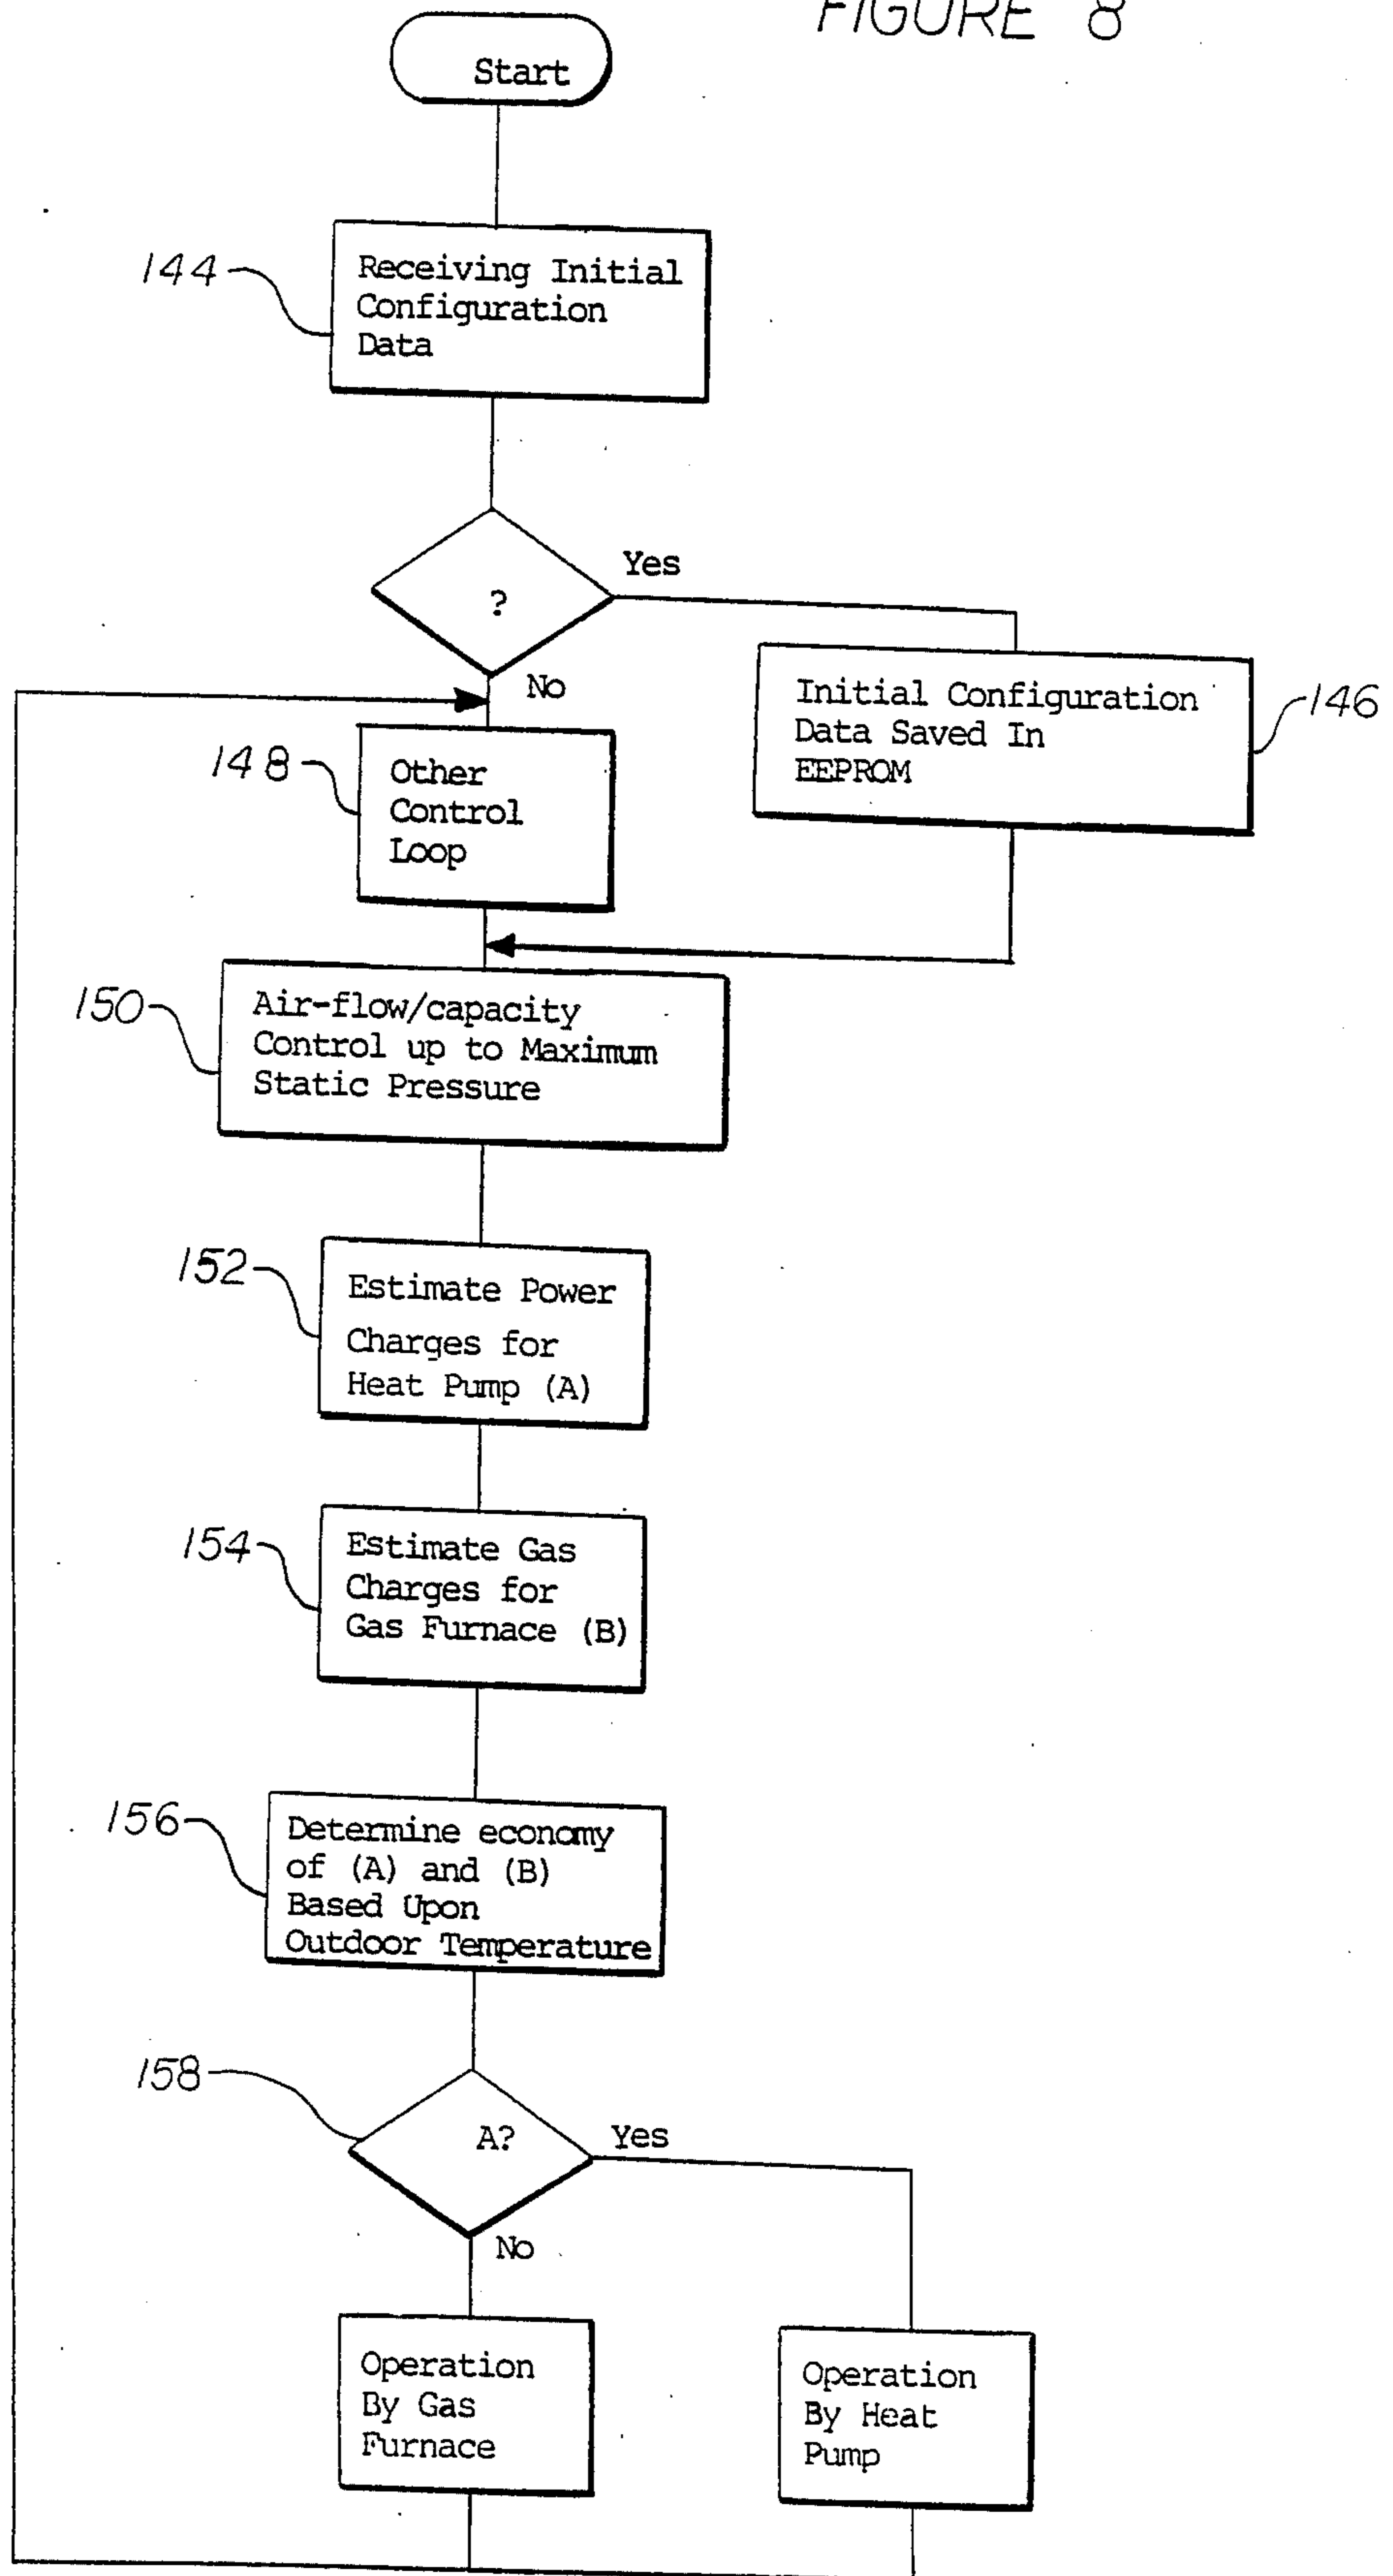 FIGURE 8
Start
144
Receiving Initial
Configuration
Data
?
Yes
No
146
Initial Configuration
Data Saved In
EEPROM
148
Other
Control
Loop
150
Air-flow/capacity
Control up to Maximum
Static Pressure
152
Estimate Power
Charges for
Heat Pump (A)
154
Estimate Gas
Charges for
Gas Furnace (B)
156
Determine economy
of (A) and (B)
Based Upon
Outdoor Temperature
158
A?
Yes
No
Operation
By Gas
Furnace
Operation
By Heat
Pump